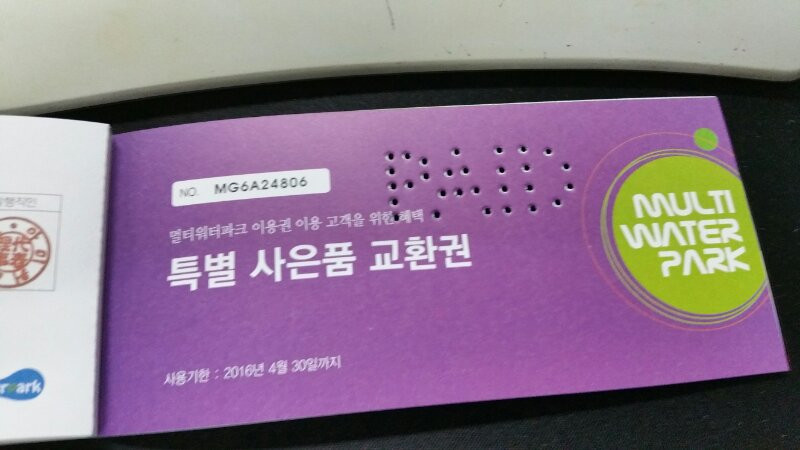 NO. MG6A24806
PAID
멀티워터파크 이용권 이용 고객을 위한 혜택
특별 사은품 교환권
사용기한 : 2016년 4월 30일까지
MULTI
WATER
PARK